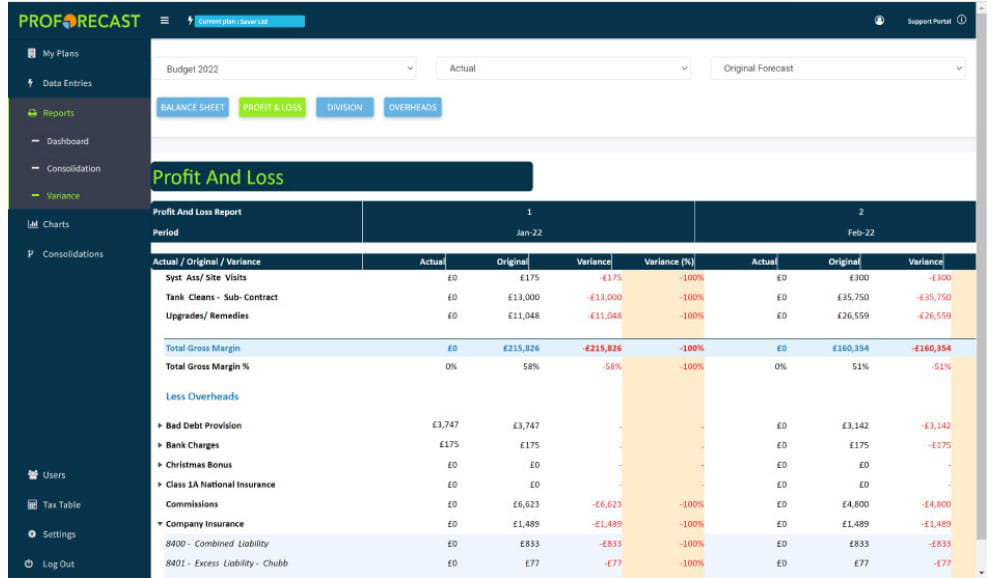 PROFORECAST
Current plan : Saver Ltd
Support Portal
My Plans
Data Entries
Reports
Dashboard
Consolidation
Variance
Charts
Consolidations
Users
Tax Table
Settings
Log Out
Budget 2022 Actual Original Forecast
BALANCE SHEET PROFIT & LOSS DIVISION OVERHEADS
Profit And Loss
Profit And Loss Report 1 2
Period Jan-22 Feb-22
Actual / Original / Variance Actual Original Variance Variance (%) Actual Original Variance
Syst Ass/ Site Visits £0 £175 -£175 -100% £0 £300 -£300
Tank Cleans - Sub- Contract £0 £13,000 -£13,000 -100% £0 £35,750 -£35,750
Upgrades/ Remedies £0 £11,048 -£11,048 -100% £0 £26,559 -£26,559
Total Gross Margin £0 £215,826 -£215,826 -100% £0 £160,354 -£160,354
Total Gross Margin % 0% 58% -58% -100% 0% 51% -51%
Less Overheads
Bad Debt Provision £3,747 £3,747 - - £0 £3,142 -£3,142
Bank Charges £175 £175 - - £0 £175 -£175
Christmas Bonus £0 £0 - - £0 £0 -
Class 1A National Insurance £0 £0 - - £0 £0 -
Commissions £0 £6,623 -£6,623 -100% £0 £4,800 -£4,800
Company Insurance £0 £1,489 -£1,489 -100% £0 £1,489 -£1,489
8400 - Combined Liability £0 £833 -£833 -100% £0 £833 -£833
8401 - Excess Liability - Chubb £0 £77 -£77 -100% £0 £77 -£77